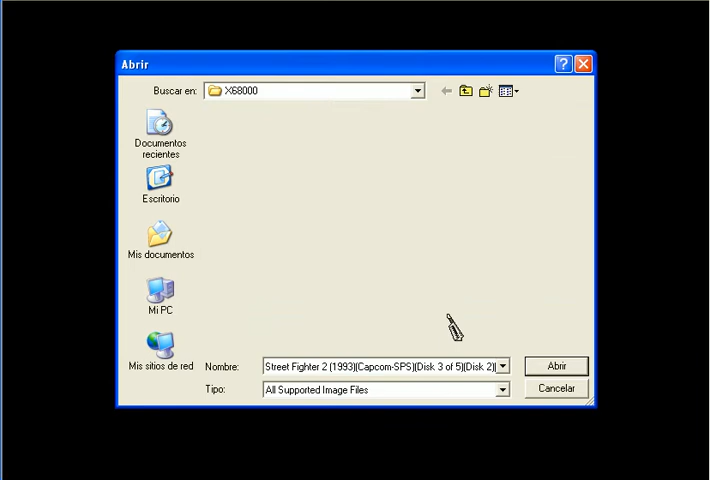 Abrir
Buscar en: X68000
Documentos
recientes
Escritorio
Mis documentos
Mi PC
Mis sitios de red
Nombre: Street Fighter 2 (1993)(Capcom-SPS)(Disk 3 of 5)(Disk 2)[ Abrir
Tipo: All Supported Image Files Cancelar